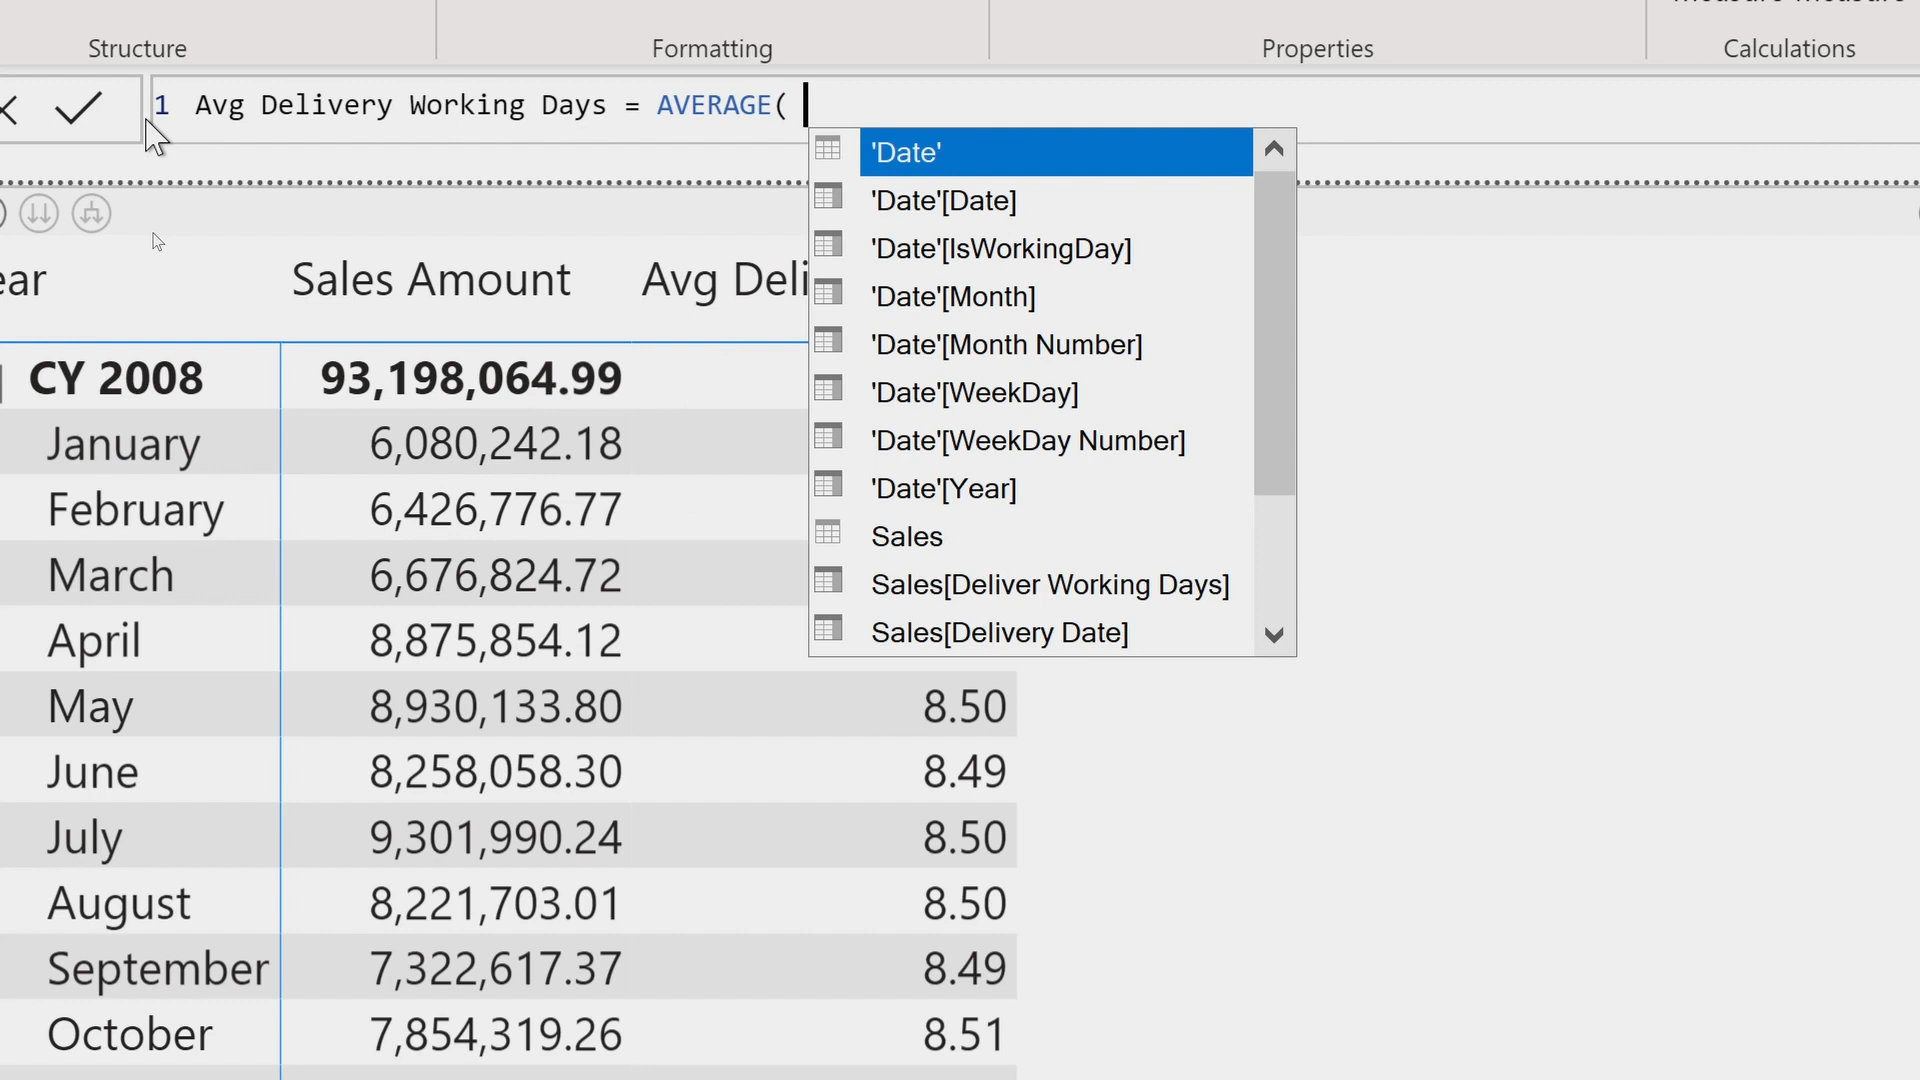 Structure
Formatting
Properties
Calculations
1 Avg Delivery Working Days = AVERAGE(
'Date'
'Date'[Date]
'Date'[IsWorkingDay]
'Date'[Month]
'Date'[Month Number]
'Date'[WeekDay]
'Date'[WeekDay Number]
'Date'[Year]
Sales
Sales[Deliver Working Days]
Sales[Delivery Date]
ear Sales Amount Avg Deli
CY 2008 93,198,064.99
January 6,080,242.18
February 6,426,776.77
March 6,676,824.72
April 8,875,854.12
May 8,930,133.80 8.50
June 8,258,058.30 8.49
July 9,301,990.24 8.50
August 8,221,703.01 8.50
September 7,322,617.37 8.49
October 7,854,319.26 8.51